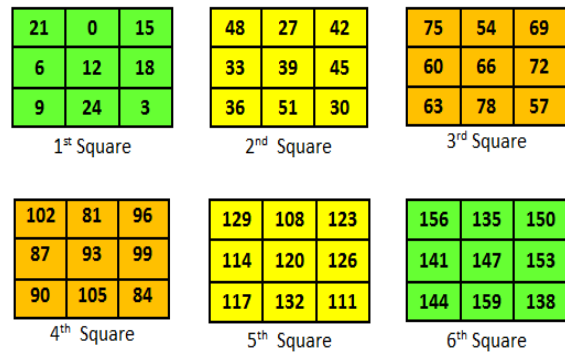 21 0 15
6 12 18
9 24 3
1st Square
48 27 42
33 39 45
36 51 30
2nd Square
75 54 69
60 66 72
63 78 57
3rd Square
102 81 96
87 93 99
90 105 84
4th Square
129 108 123
114 120 126
117 132 111
5th Square
156 135 150
141 147 153
144 159 138
6th Square